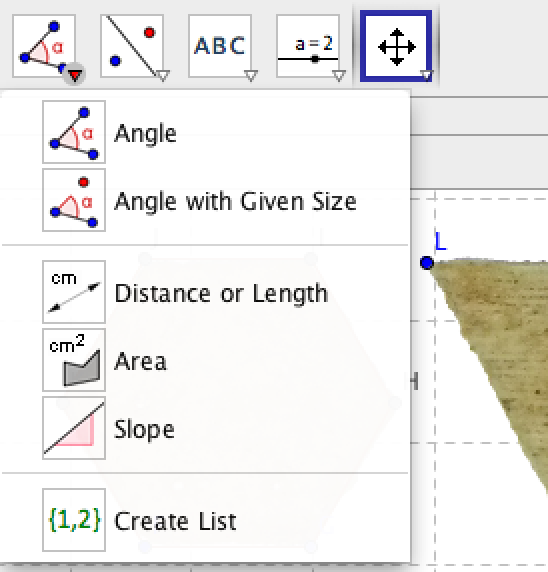 α
ABC
a=2
α
Angle
α
Angle with Given Size
L
cm
Distance or Length
cm²
Area
Slope
{1,2}
Create List